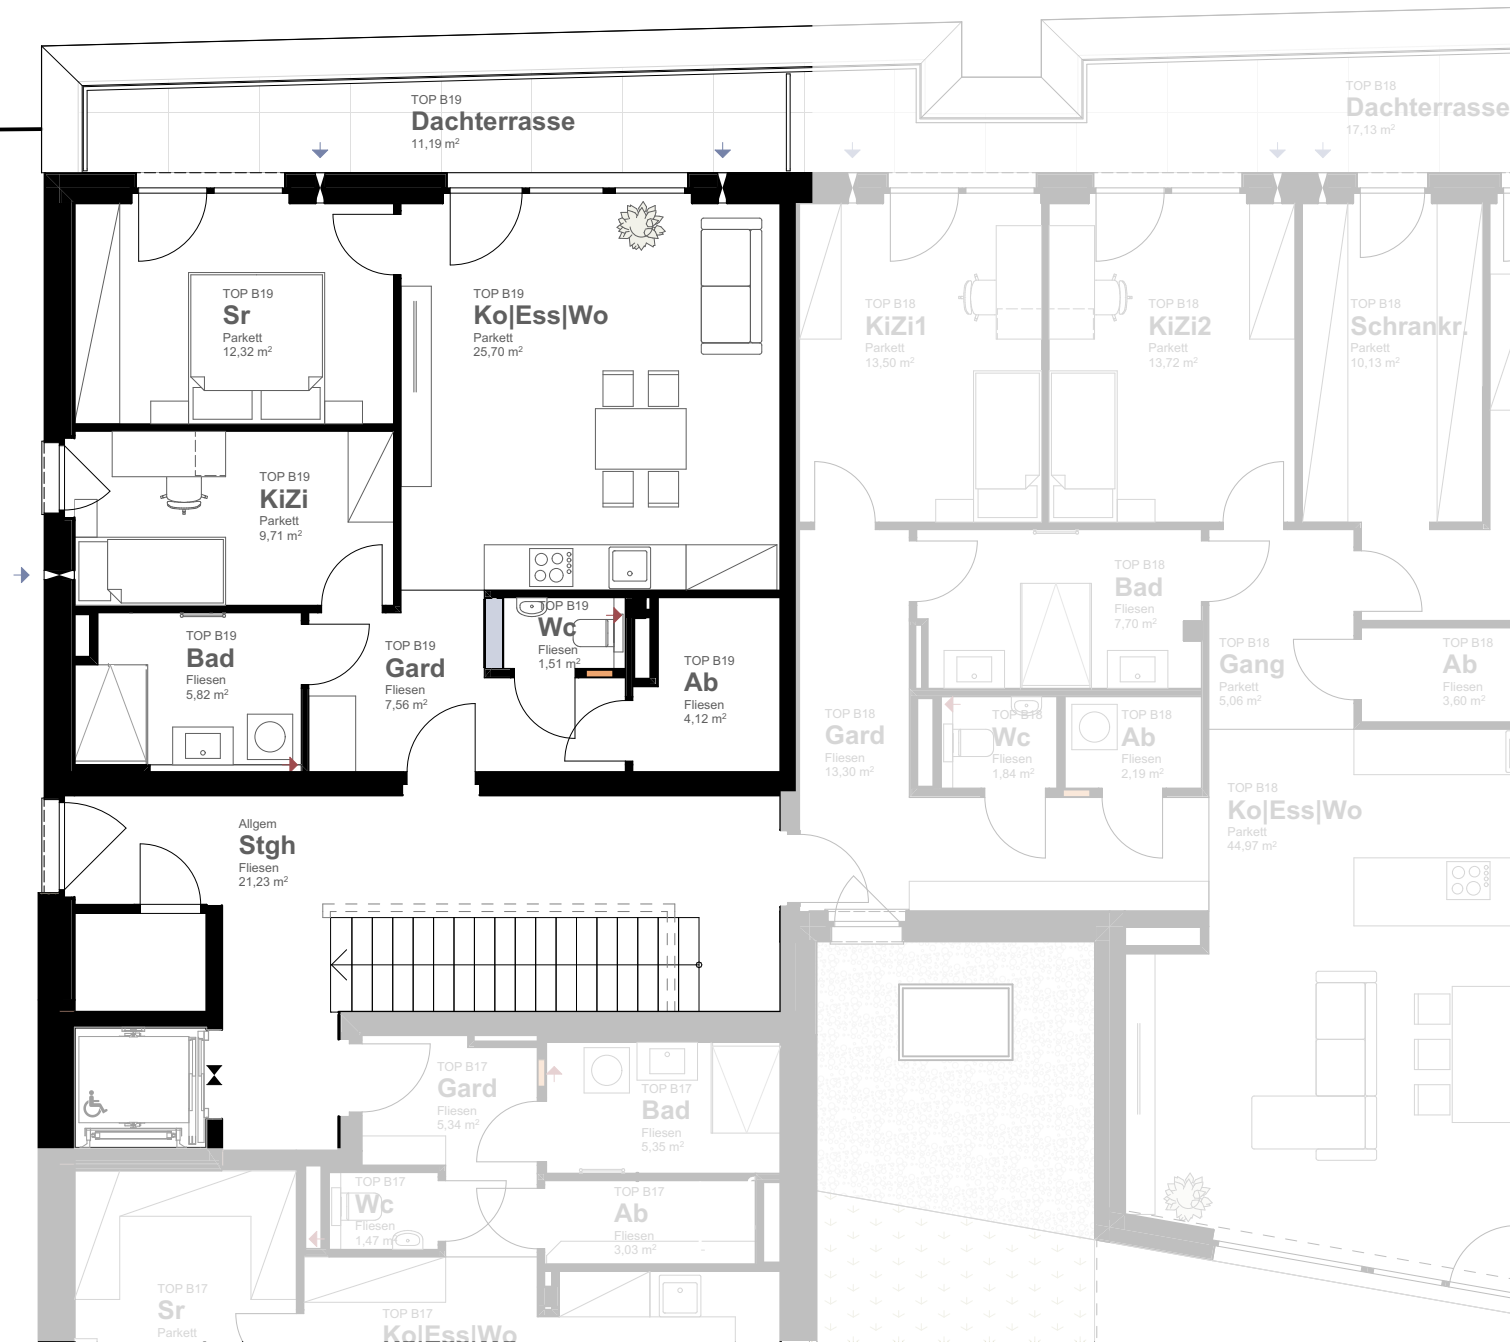 TOP B19
Dachterrasse
11,19 m²
TOP B18
Dachterrasse
17,13 m²
TOP B19
Sr
Parkett
12,32 m²
TOP B19
Ko|Ess|Wo
Parkett
25,70 m²
TOP B18
KiZi1
Parkett
13,50 m²
TOP B18
KiZi2
Parkett
13,72 m²
TOP B18
Schrankr.
Parkett
10,13 m²
TOP B19
KiZi
Parkett
9,71 m²
TOP B19
Bad
Fliesen
5,82 m²
TOP B19
Gard
Fliesen
7,56 m²
TOP B19
Wc
Fliesen
1,51 m²
TOP B19
Ab
Fliesen
4,12 m²
TOP B18
Bad
Fliesen
7,70 m²
TOP B18
Gang
Parkett
5,06 m²
TOP B18
Ab
Fliesen
3,60 m²
TOP B18
Gard
Fliesen
13,30 m²
TOP B18
Wc
Fliesen
1,84 m²
TOP B18
Ab
Fliesen
2,19 m²
TOP B18
Ko|Ess|Wo
Parkett
44,97 m²
Allgem
Stgh
Fliesen
21,23 m²
TOP B17
Gard
Fliesen
5,34 m²
TOP B17
Bad
Fliesen
5,35 m²
TOP B17
Wc
Fliesen
1,47 m²
TOP B17
Ab
Fliesen
3,03 m²
TOP B17
Sr
Parkett
TOP B17
Ko|Ess|Wo